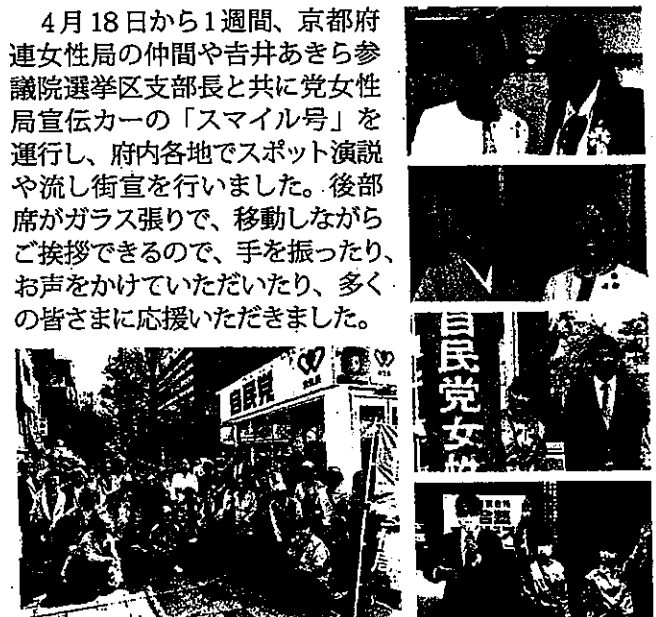 4月18日から1週間、京都府
連女性局の仲間や吉井あきら参
議院選挙区支部長と共に党女性
局宣伝カーの「スマイル号」を
運行し、府内各地でスポット演説
や流し街宣を行いました。後部
席がガラス張りで、移動しながら
ご挨拶できるので、手を振ったり、
お声をかけていただいたり、多く
の皆さまに応援いただきました。
自民党
自民党女性
自民